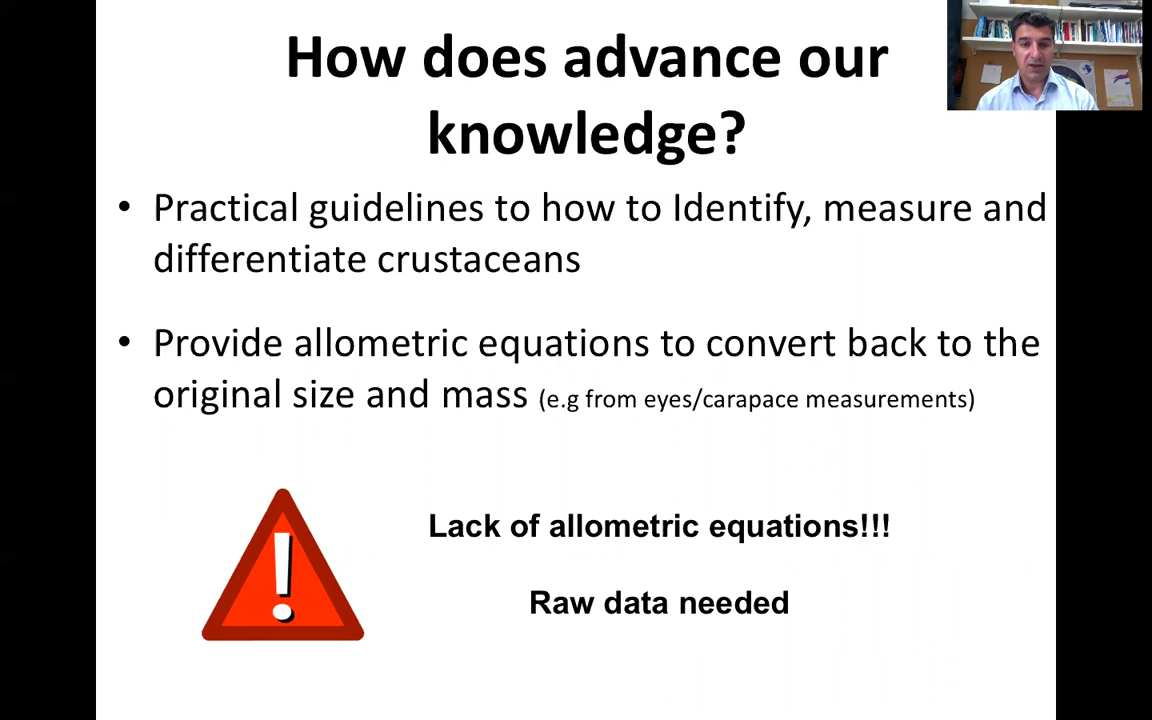 How does advance our
knowledge?
• Practical guidelines to how to Identify, measure and
differentiate crustaceans
• Provide allometric equations to convert back to the
original size and mass (e.g from eyes/carapace measurements)
!
Lack of allometric equations!!!
Raw data needed